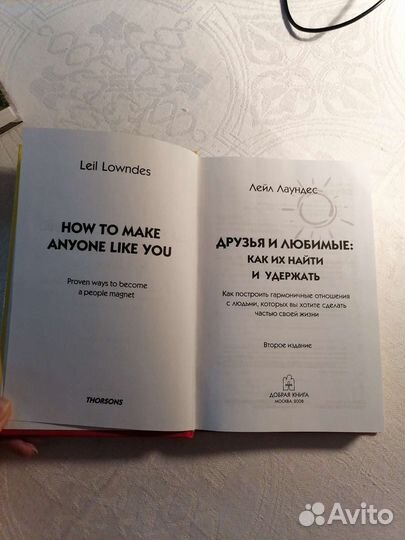 Leil Lowndes
HOW TO MAKE
ANYONE LIKE YOU
Proven ways to become
a people magnet
THORSONS
Лейл Лаундес
ДРУЗЬЯ И ЛЮБИМЫЕ:
КАК ИХ НАЙТИ
И УДЕРЖАТЬ
Как построить гармоничные отношения
с людьми, которых вы хотите сделать
частью своей жизни
Второе издание
ДОБРАЯ КНИГА
МОСКВА, 2008
Avito